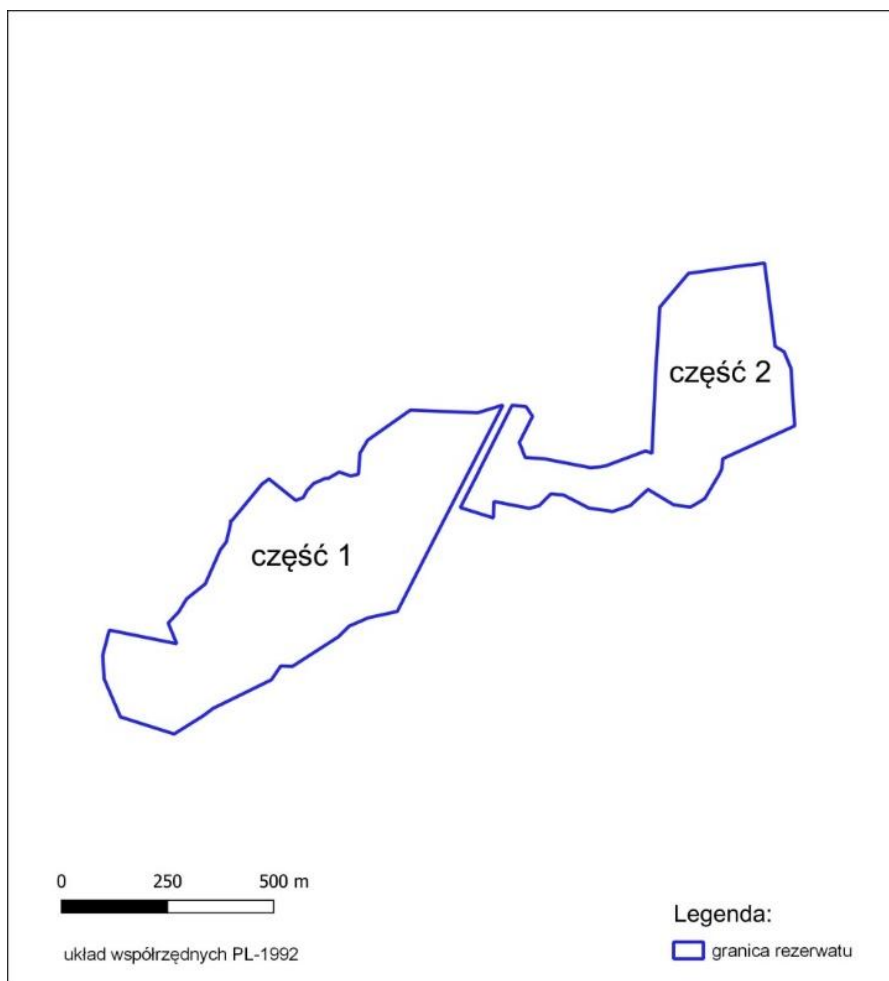 część 2
część 1
0 250 500 m
układ współrzędnych PL-1992
Legenda:
granica rezerwatu